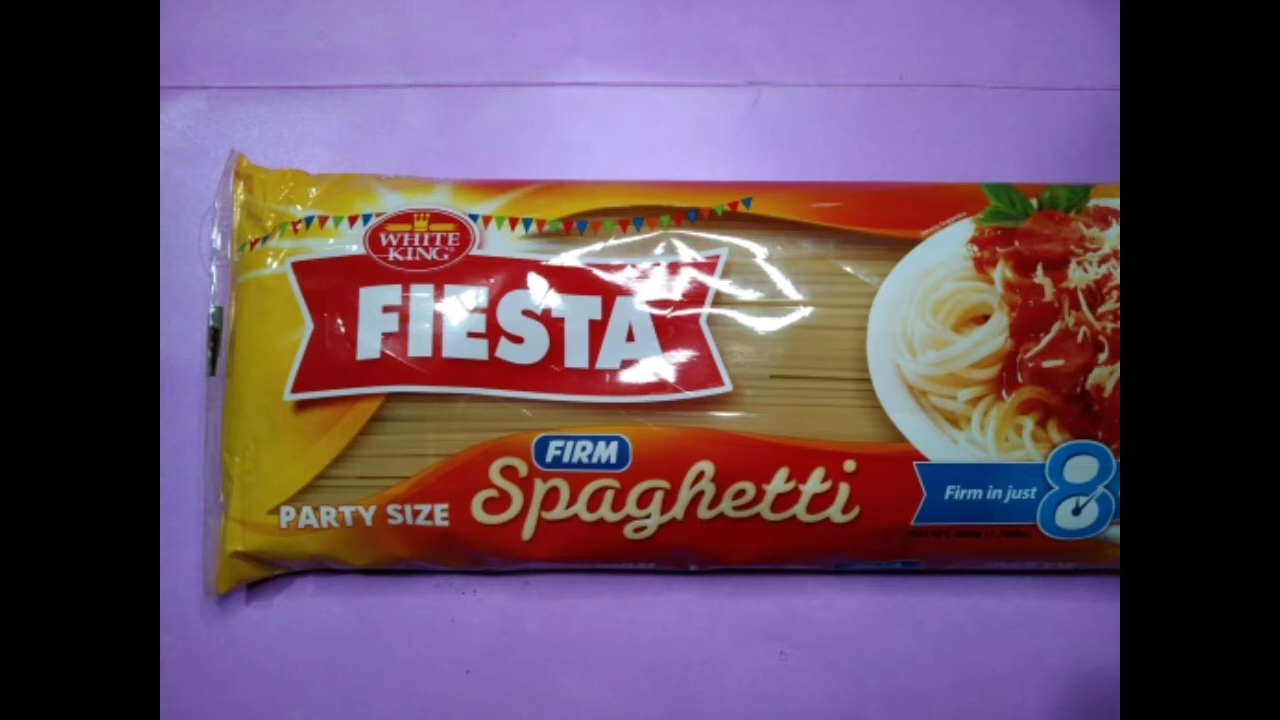 WHITE
KING
FIESTA
FIRM
Spaghetti
PARTY SIZE
Firm in just 8